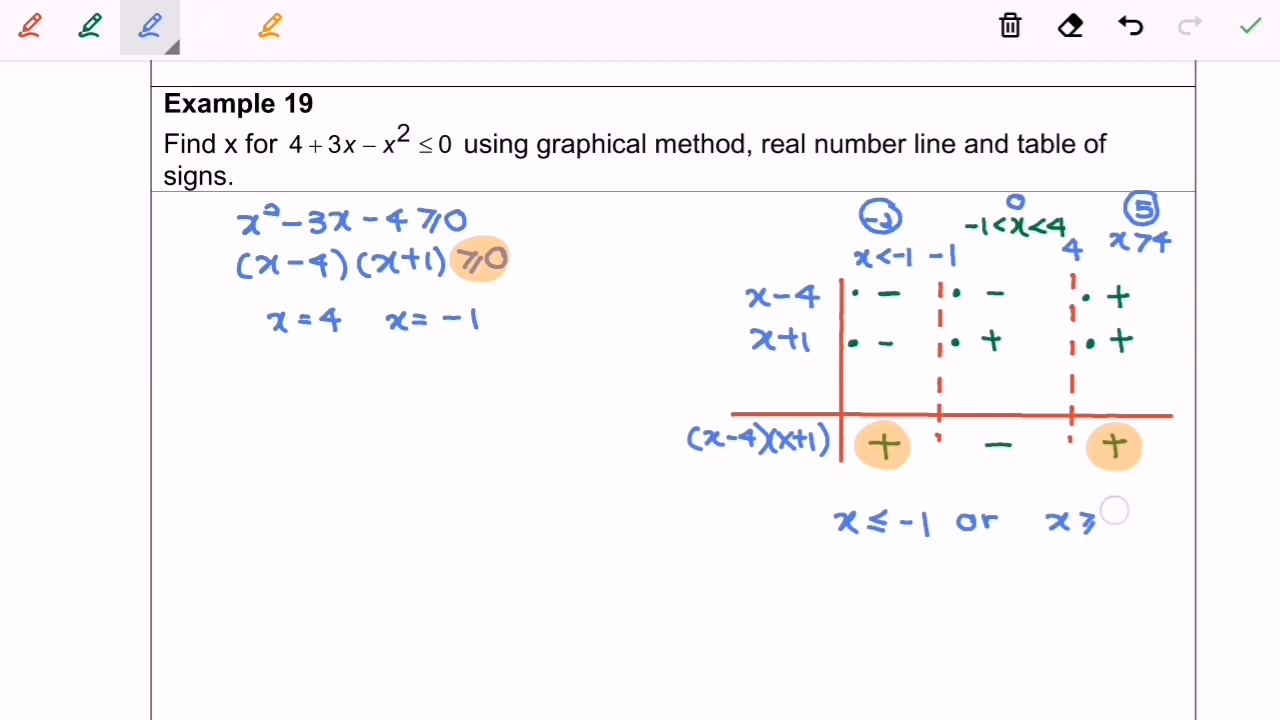 Example 19
Find x for 4 + 3x − x² ≤ 0 using graphical method, real number line and table of
signs.
x² − 3x − 4 ⩾ 0
(x − 4) (x + 1) ⩾ 0
x = 4 x = −1
-2 0 5
x < −1 −1 −1 < x < 4 4 x > 4
x − 4 − − +
x + 1 − + +
(x−4)(x+1) + − +
x ≤ −1 or x ⩾